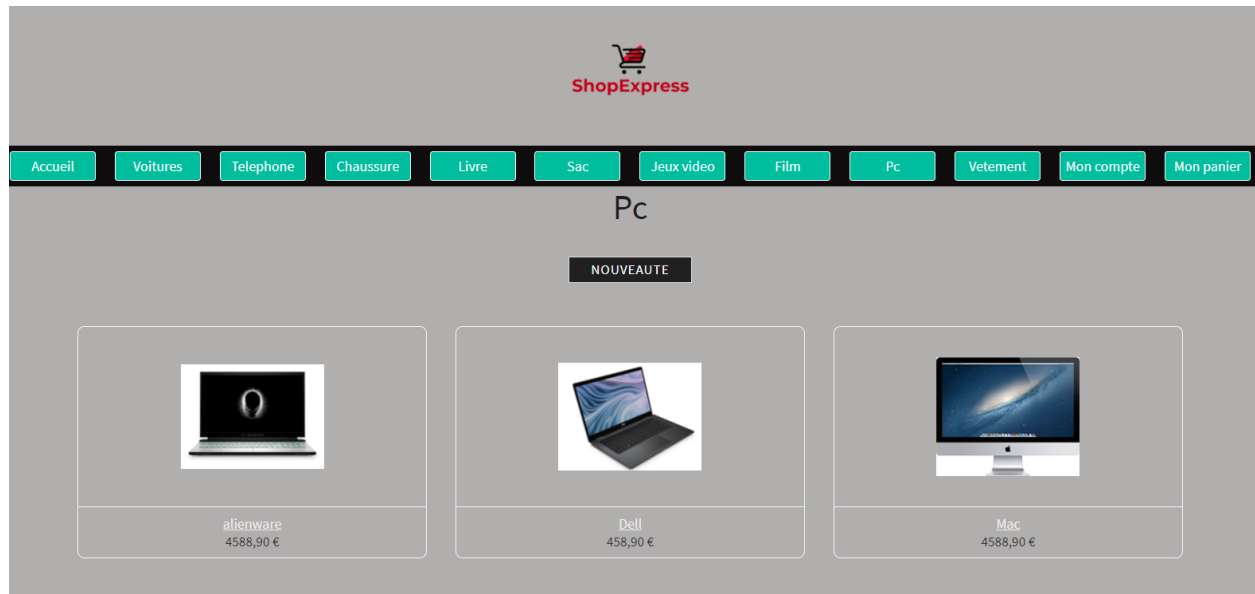 ShopExpress
Accueil Voitures Telephone Chaussure Livre Sac Jeux video Film Pc Vetement Mon compte Mon panier
Pc
NOUVEAUTE
alienware Dell Mac
4588,90 € 458,90 € 4588,90 €